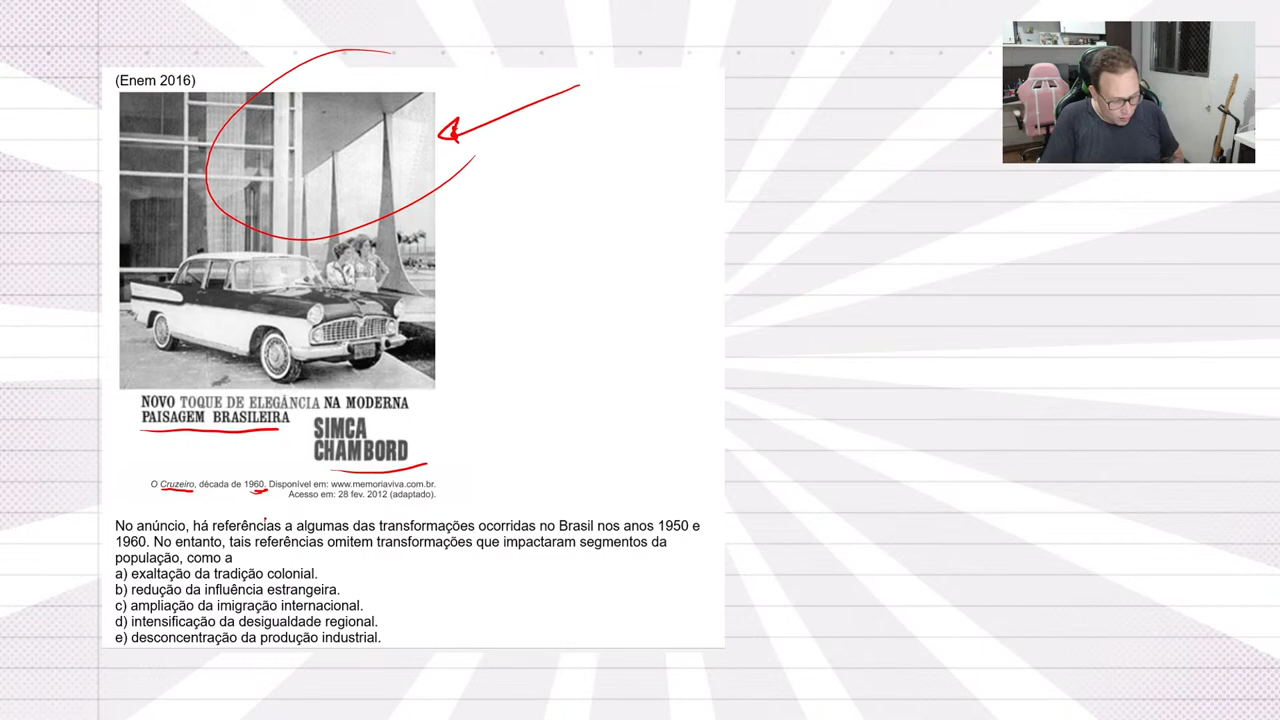 (Enem 2016)
NOVO TOQUE DE ELEGÂNCIA NA MODERNA
PAISAGEM BRASILEIRA
SIMCA
CHAMBORD
O Cruzeiro, década de 1960. Disponível em: www.memoriaviva.com.br.
Acesso em: 28 fev. 2012 (adaptado).
No anúncio, há referências a algumas das transformações ocorridas no Brasil nos anos 1950 e
1960. No entanto, tais referências omitem transformações que impactaram segmentos da
população, como a
a) exaltação da tradição colonial.
b) redução da influência estrangeira.
c) ampliação da imigração internacional.
d) intensificação da desigualdade regional.
e) desconcentração da produção industrial.